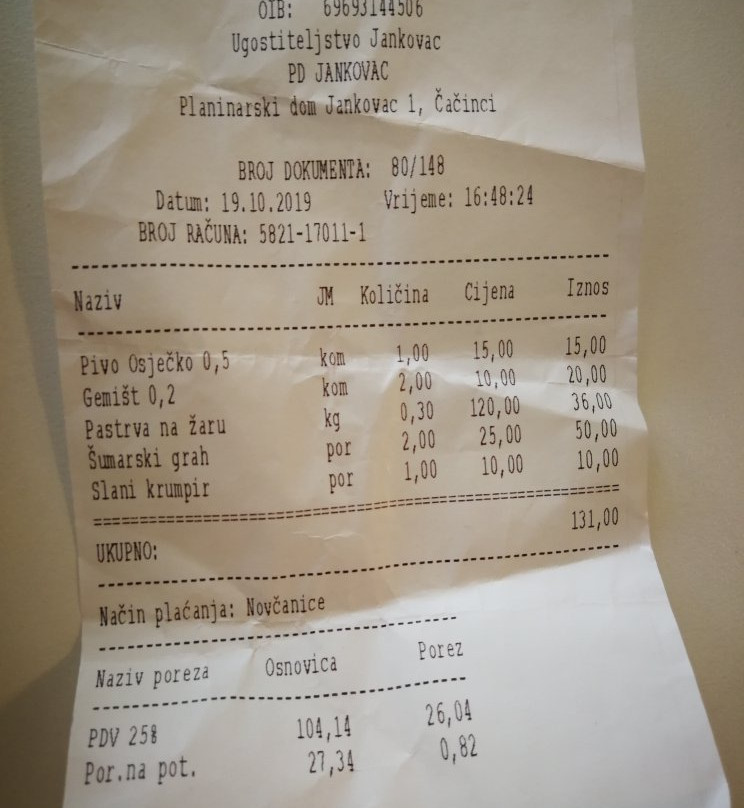 OIB: 69693144506
Ugostiteljstvo Jankovac
PD JANKOVAC
Planinarski dom Jankovac 1, Čačinci
BROJ DOKUMENTA: 80/148
Datum: 19.10.2019 Vrijeme: 16:48:24
BROJ RAČUNA: 5821-17011-1
Naziv JM Količina Cijena Iznos
Pivo Osječko 0,5 kom 1,00 15,00 15,00
Gemišt 0,2 kom 2,00 10,00 20,00
Pastrva na žaru kg 0,30 120,00 36,00
Šumarski grah por 2,00 25,00 50,00
Slani krumpir por 1,00 10,00 10,00
UKUPNO: 131,00
Način plaćanja: Novčanice
Naziv poreza Osnovica Porez
PDV 25% 104,14 26,04
Por.na pot. 27,34 0,82